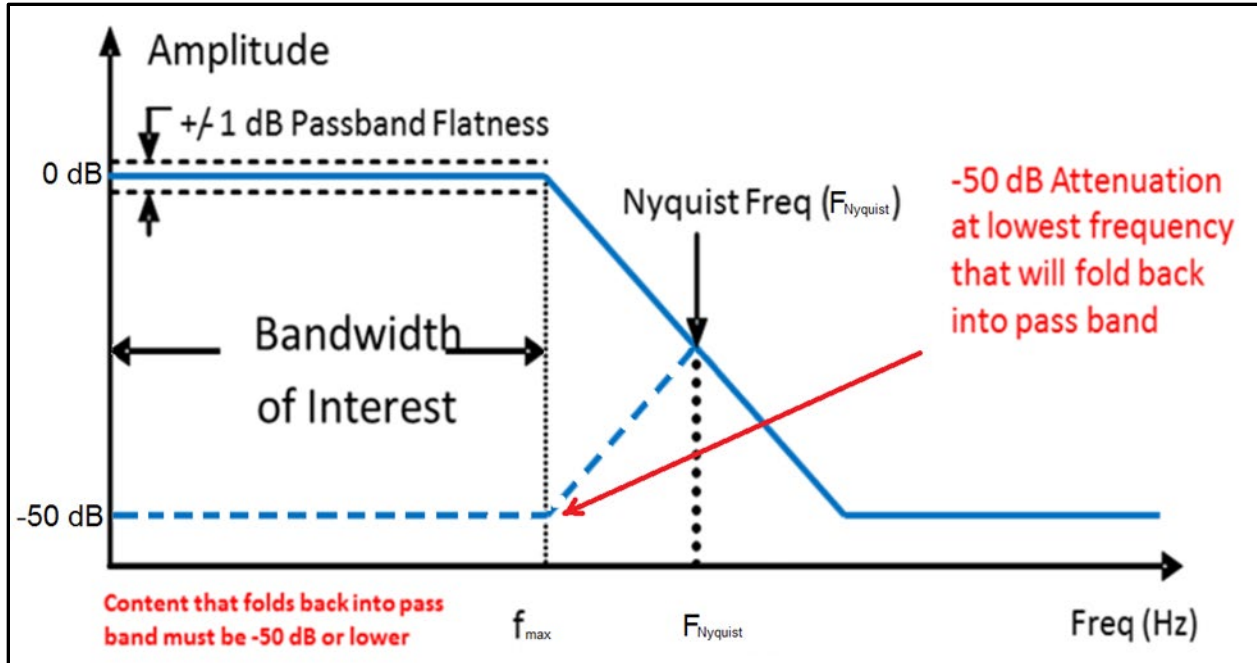 Amplitude
+/- 1 dB Passband Flatness
0 dB
Nyquist Freq (FNyquist)
-50 dB Attenuation
at lowest frequency
that will fold back
into pass band
Bandwidth
of Interest
-50 dB
Content that folds back into pass
band must be -50 dB or lower
fmax
FNyquist
Freq (Hz)